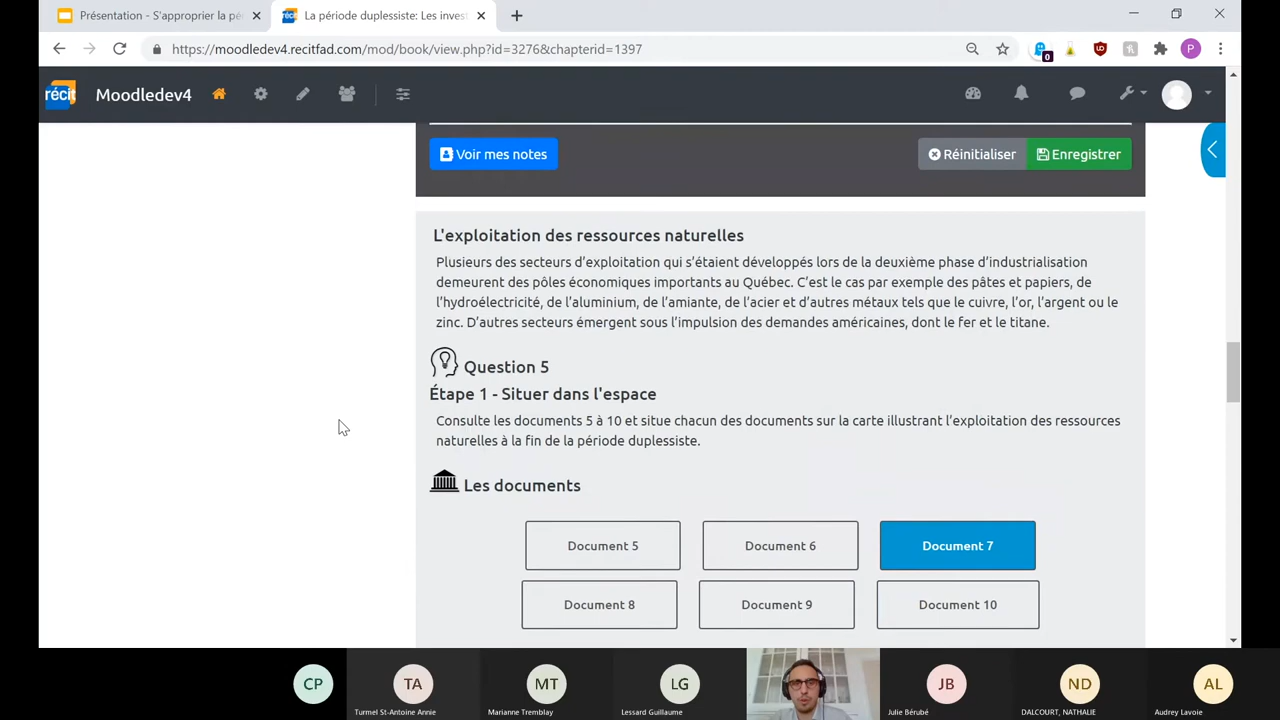 Présentation - S'approprier la pé
La période duplessiste: Les invest
https://moodledev4.recitfad.com/mod/book/view.php?id=3276&chapterid=1397
0
P
récit
Moodledev4
Voir mes notes
Réinitialiser
Enregistrer
L'exploitation des ressources naturelles
Plusieurs des secteurs d'exploitation qui s'étaient développés lors de la deuxième phase d'industrialisation
demeurent des pôles économiques importants au Québec. C'est le cas par exemple des pâtes et papiers, de
l'hydroélectricité, de l'aluminium, de l'amiante, de l'acier et d'autres métaux tels que le cuivre, l'or, l'argent ou le
zinc. D'autres secteurs émergent sous l'impulsion des demandes américaines, dont le fer et le titane.
Question 5
Étape 1 - Situer dans l'espace
Consulte les documents 5 à 10 et situe chacun des documents sur la carte illustrant l'exploitation des ressources
naturelles à la fin de la période duplessiste.
Les documents
Document 5
Document 6
Document 7
Document 8
Document 9
Document 10
CP
TA
MT
LG
JB
ND
AL
Turmel St-Antoine Annie
Marianne Tremblay
Lessard Guillaume
Julie Bérubé
DALCOURT, NATHALIE
Audrey Lavoie